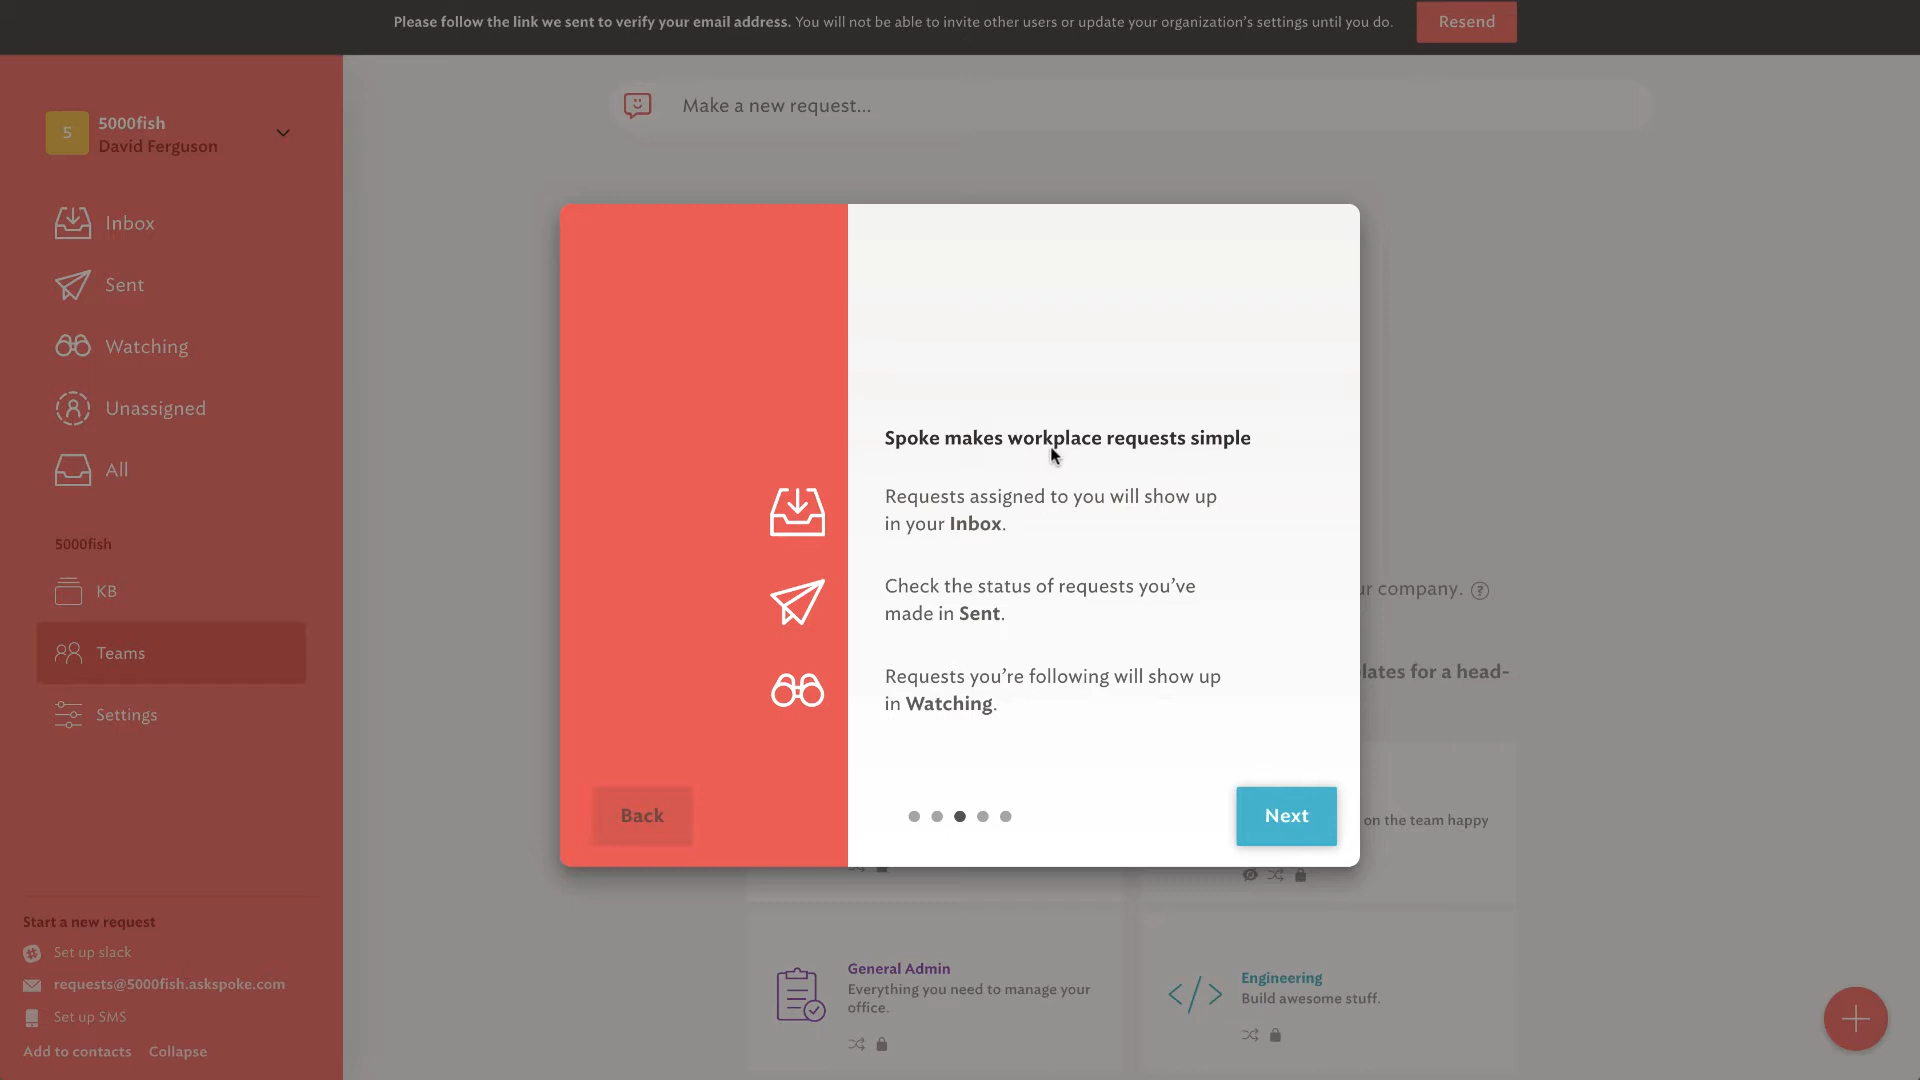 Please follow the link we sent to verify your email address. You will not be able to invite other users or update your organization's settings until you do.
Resend
5
5000fish
David Ferguson
Make a new request...
Inbox
Sent
Watching
Unassigned
All
5000fish
KB
Teams
Settings
Start a new request
Set up slack
requests@5000fish.askspoke.com
Set up SMS
Add to contacts Collapse
Spoke makes workplace requests simple
Requests assigned to you will show up
in your Inbox.
Check the status of requests you've
made in Sent.
Requests you're following will show up
in Watching.
Back
Next
company. ?
for a head-
on the team happy
General Admin
Everything you need to manage your
office.
Engineering
Build awesome stuff.